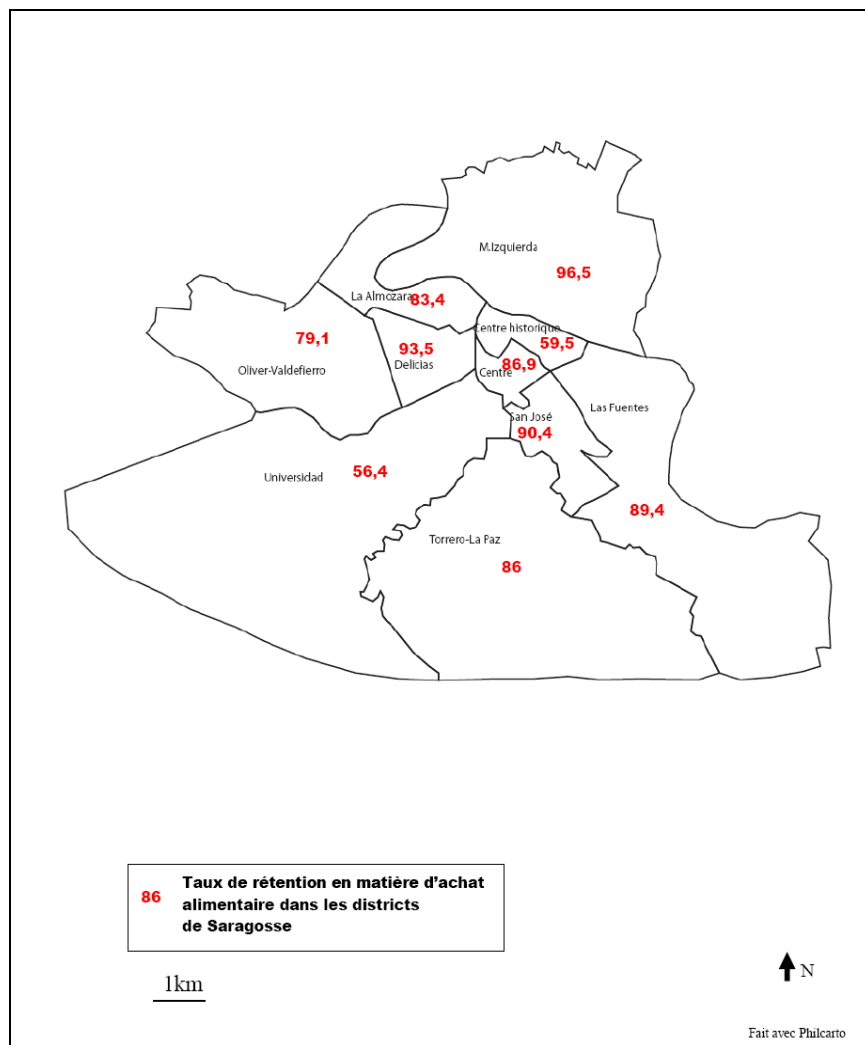 M.Izquierda
96,5
La Almozara
83,4
Centre historique
59,5
79,1
Oliver-Valdefierro
93,5
Delicias
86,9
Centre
Las Fuentes
San José
90,4
Universidad
56,4
89,4
Torrero-La Paz
86
86
Taux de rétention en matière d’achat
alimentaire dans les districts
de Saragosse
1km
N
Fait avec Philcarto